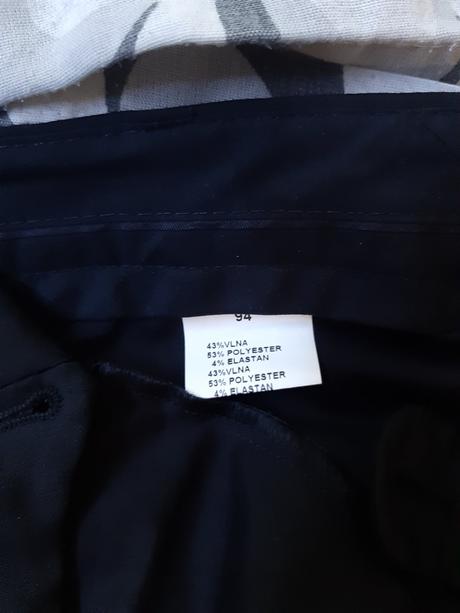 94
43%VLNA
53% POLYESTER
4% ELASTAN
43%VLNA
53% POLYESTER
4% ELASTAN